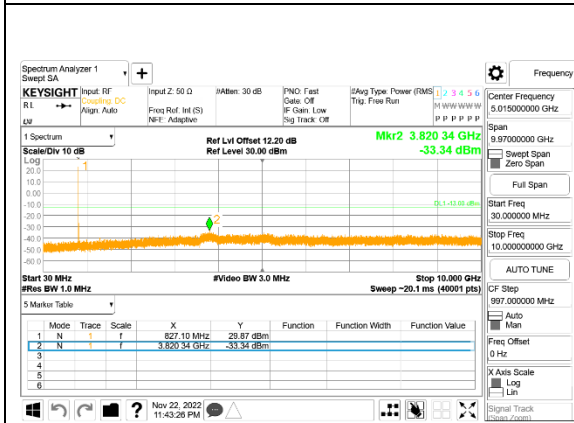 Spectrum Analyzer 1
Swept SA
Frequency
KEYSIGHT
Input: RF
Coupling: DC
Align: Auto
Input Z: 50 Ω
Freq Ref: Int (S)
NFE: Adaptive
#Atten: 30 dB
PNO: Fast
Gate: Off
IF Gain: Low
Sig Track: Off
#Avg Type: Power (RMS
Trig: Free Run
1 2 3 4 5 6
M W W W W W
P P P P P P
R L
Center Frequency
5.015000000 GHz
Span
9.97000000 GHz
Swept Span
Zero Span
Full Span
Start Freq
30.000000 MHz
Stop Freq
10.000000000 GHz
AUTO TUNE
CF Step
997.000000 MHz
Auto
Man
Freq Offset
0 Hz
X Axis Scale
Log
Lin
Signal Track
(Span Zoom)
1 Spectrum
Scale/Div 10 dB
Ref Lvl Offset 12.20 dB
Ref Level 30.00 dBm
Mkr2 3.820 34 GHz
-33.34 dBm
Log
20.0
10.0
0.00
-10.0
-20.0
-30.0
-40.0
-50.0
-60.0
1
2
DL1 -13.00 dBm
Start 30 MHz
#Res BW 1.0 MHz
#Video BW 3.0 MHz
Stop 10.000 GHz
Sweep ~20.1 ms (40001 pts)
5 Marker Table
Mode Trace Scale X Y Function Function Width Function Value
1 N 1 f 827.10 MHz 29.87 dBm
2 N 1 f 3.820 34 GHz -33.34 dBm
3
4
5
6
Nov 22, 2022
11:43:26 PM